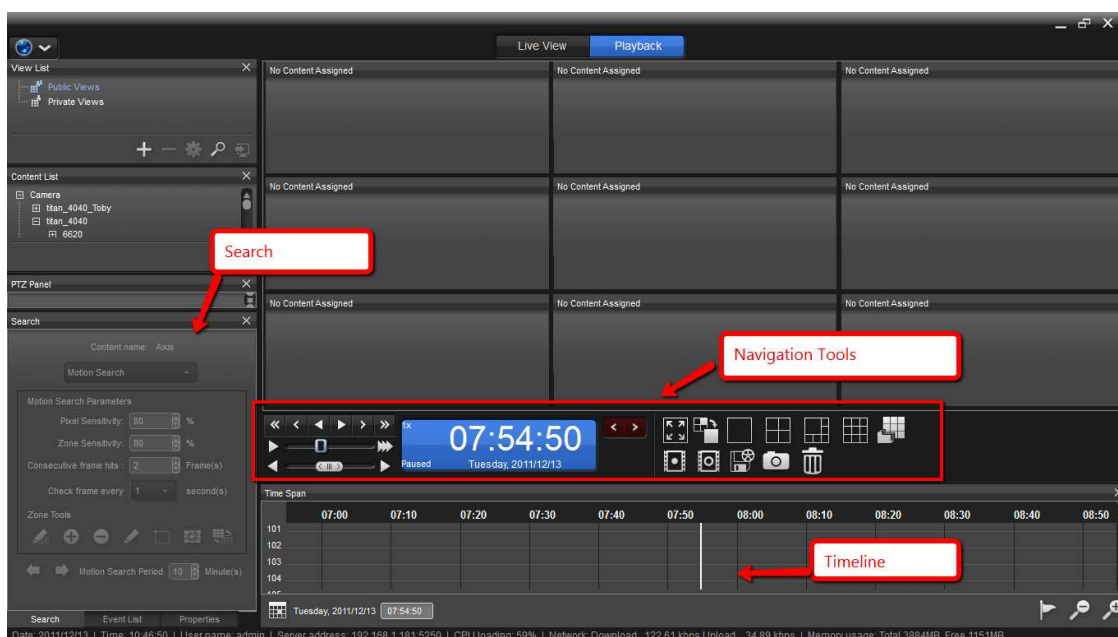 Live View
Playback
View List
Public Views
Private Views
Content List
Camera
titan_4040_Toby
titan_4040
6620
PTZ Panel
Search
Content name: Axis
Motion Search
Motion Search Parameters
Pixel Sensitivity: 80 %
Zone Sensitivity: 80 %
Consecutive frame hits : 2 Frame(s)
Check frame every 1 second(s)
Zone Tools
Motion Search Period 10 Minute(s)
Search Event List Properties
No Content Assigned No Content Assigned No Content Assigned
No Content Assigned No Content Assigned No Content Assigned
No Content Assigned No Content Assigned No Content Assigned
Search
Navigation Tools
1x
07:54:50
Paused Tuesday, 2011/12/13
Time Span
07:00 07:10 07:20 07:30 07:40 07:50 08:00 08:10 08:20 08:30 08:40 08:50
101
102
103
104
Timeline
Tuesday, 2011/12/13 07:54:50
Date: 2011/12/13 | Time: 10:46:50 | User name: admin | Server address: 192.168.1.181:5250 | CPU loading: 59% | Network: Download 122.61 kbps Upload 34.89 kbps | Memory usage: Total 3884MB, Free 1151MB